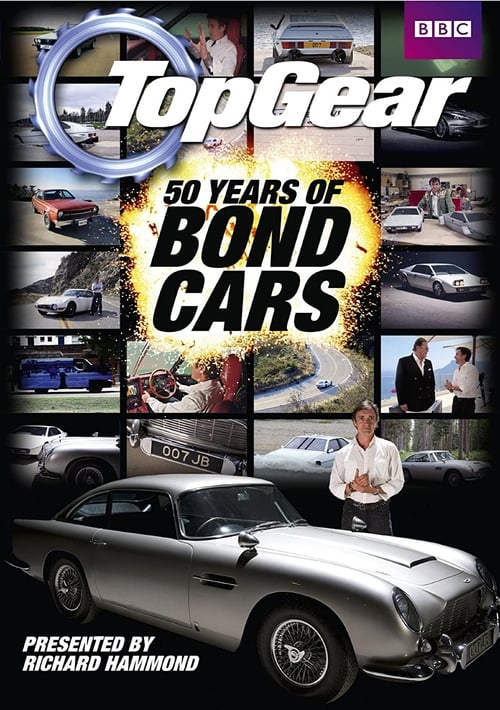 BBC
TopGear
50 YEARS OF
BOND
CARS
007 JB
PRESENTED BY
RICHARD HAMMOND